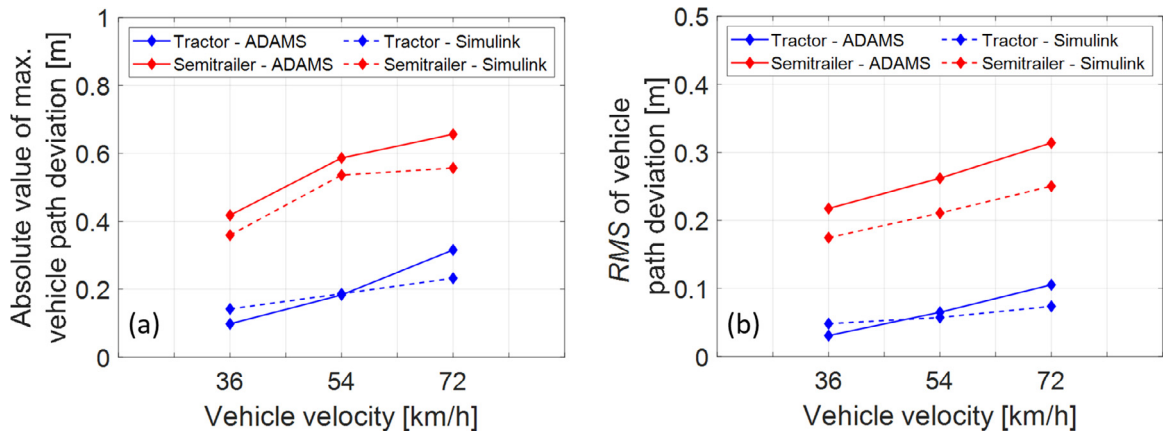 Absolute value of max.
vehicle path deviation [m]
1
0.8
0.6
0.4
0.2
0
Tractor - ADAMS
Tractor - Simulink
Semitrailer - ADAMS
Semitrailer - Simulink
(a)
36
54
72
Vehicle velocity [km/h]
RMS of vehicle
path deviation [m]
0.5
0.4
0.3
0.2
0.1
0
Tractor - ADAMS
Tractor - Simulink
Semitrailer - ADAMS
Semitrailer - Simulink
(b)
36
54
72
Vehicle velocity [km/h]